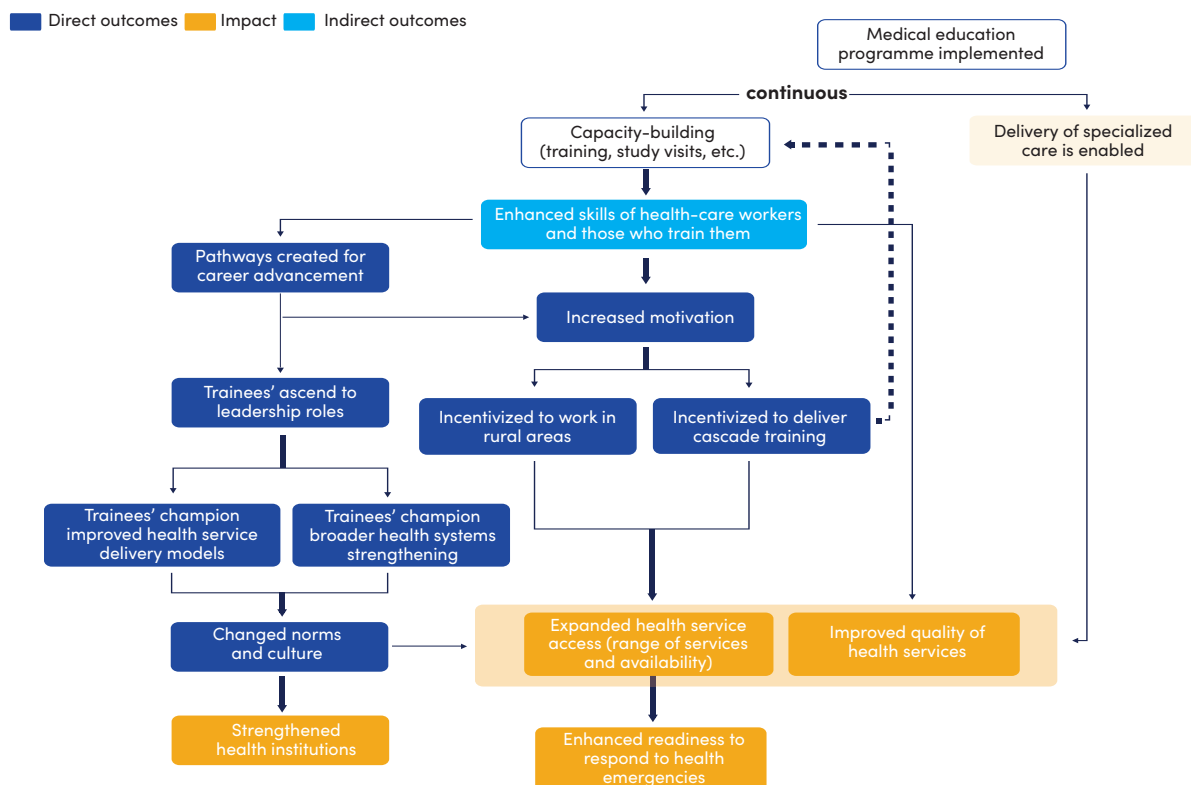 Direct outcomes
Impact
Indirect outcomes
Medical education
programme implemented
continuous
Capacity-building
(training, study visits, etc.)
Delivery of specialized
care is enabled
Enhanced skills of health-care workers
and those who train them
Pathways created for
career advancement
Increased motivation
Trainees’ ascend to
leadership roles
Incentivized to work in
rural areas
Incentivized to deliver
cascade training
Trainees’ champion
improved health service
delivery models
Trainees’ champion
broader health systems
strengthening
Changed norms
and culture
Expanded health service
access (range of services
and availability)
Improved quality of
health services
Strengthened
health institutions
Enhanced readiness to
respond to health
emergencies